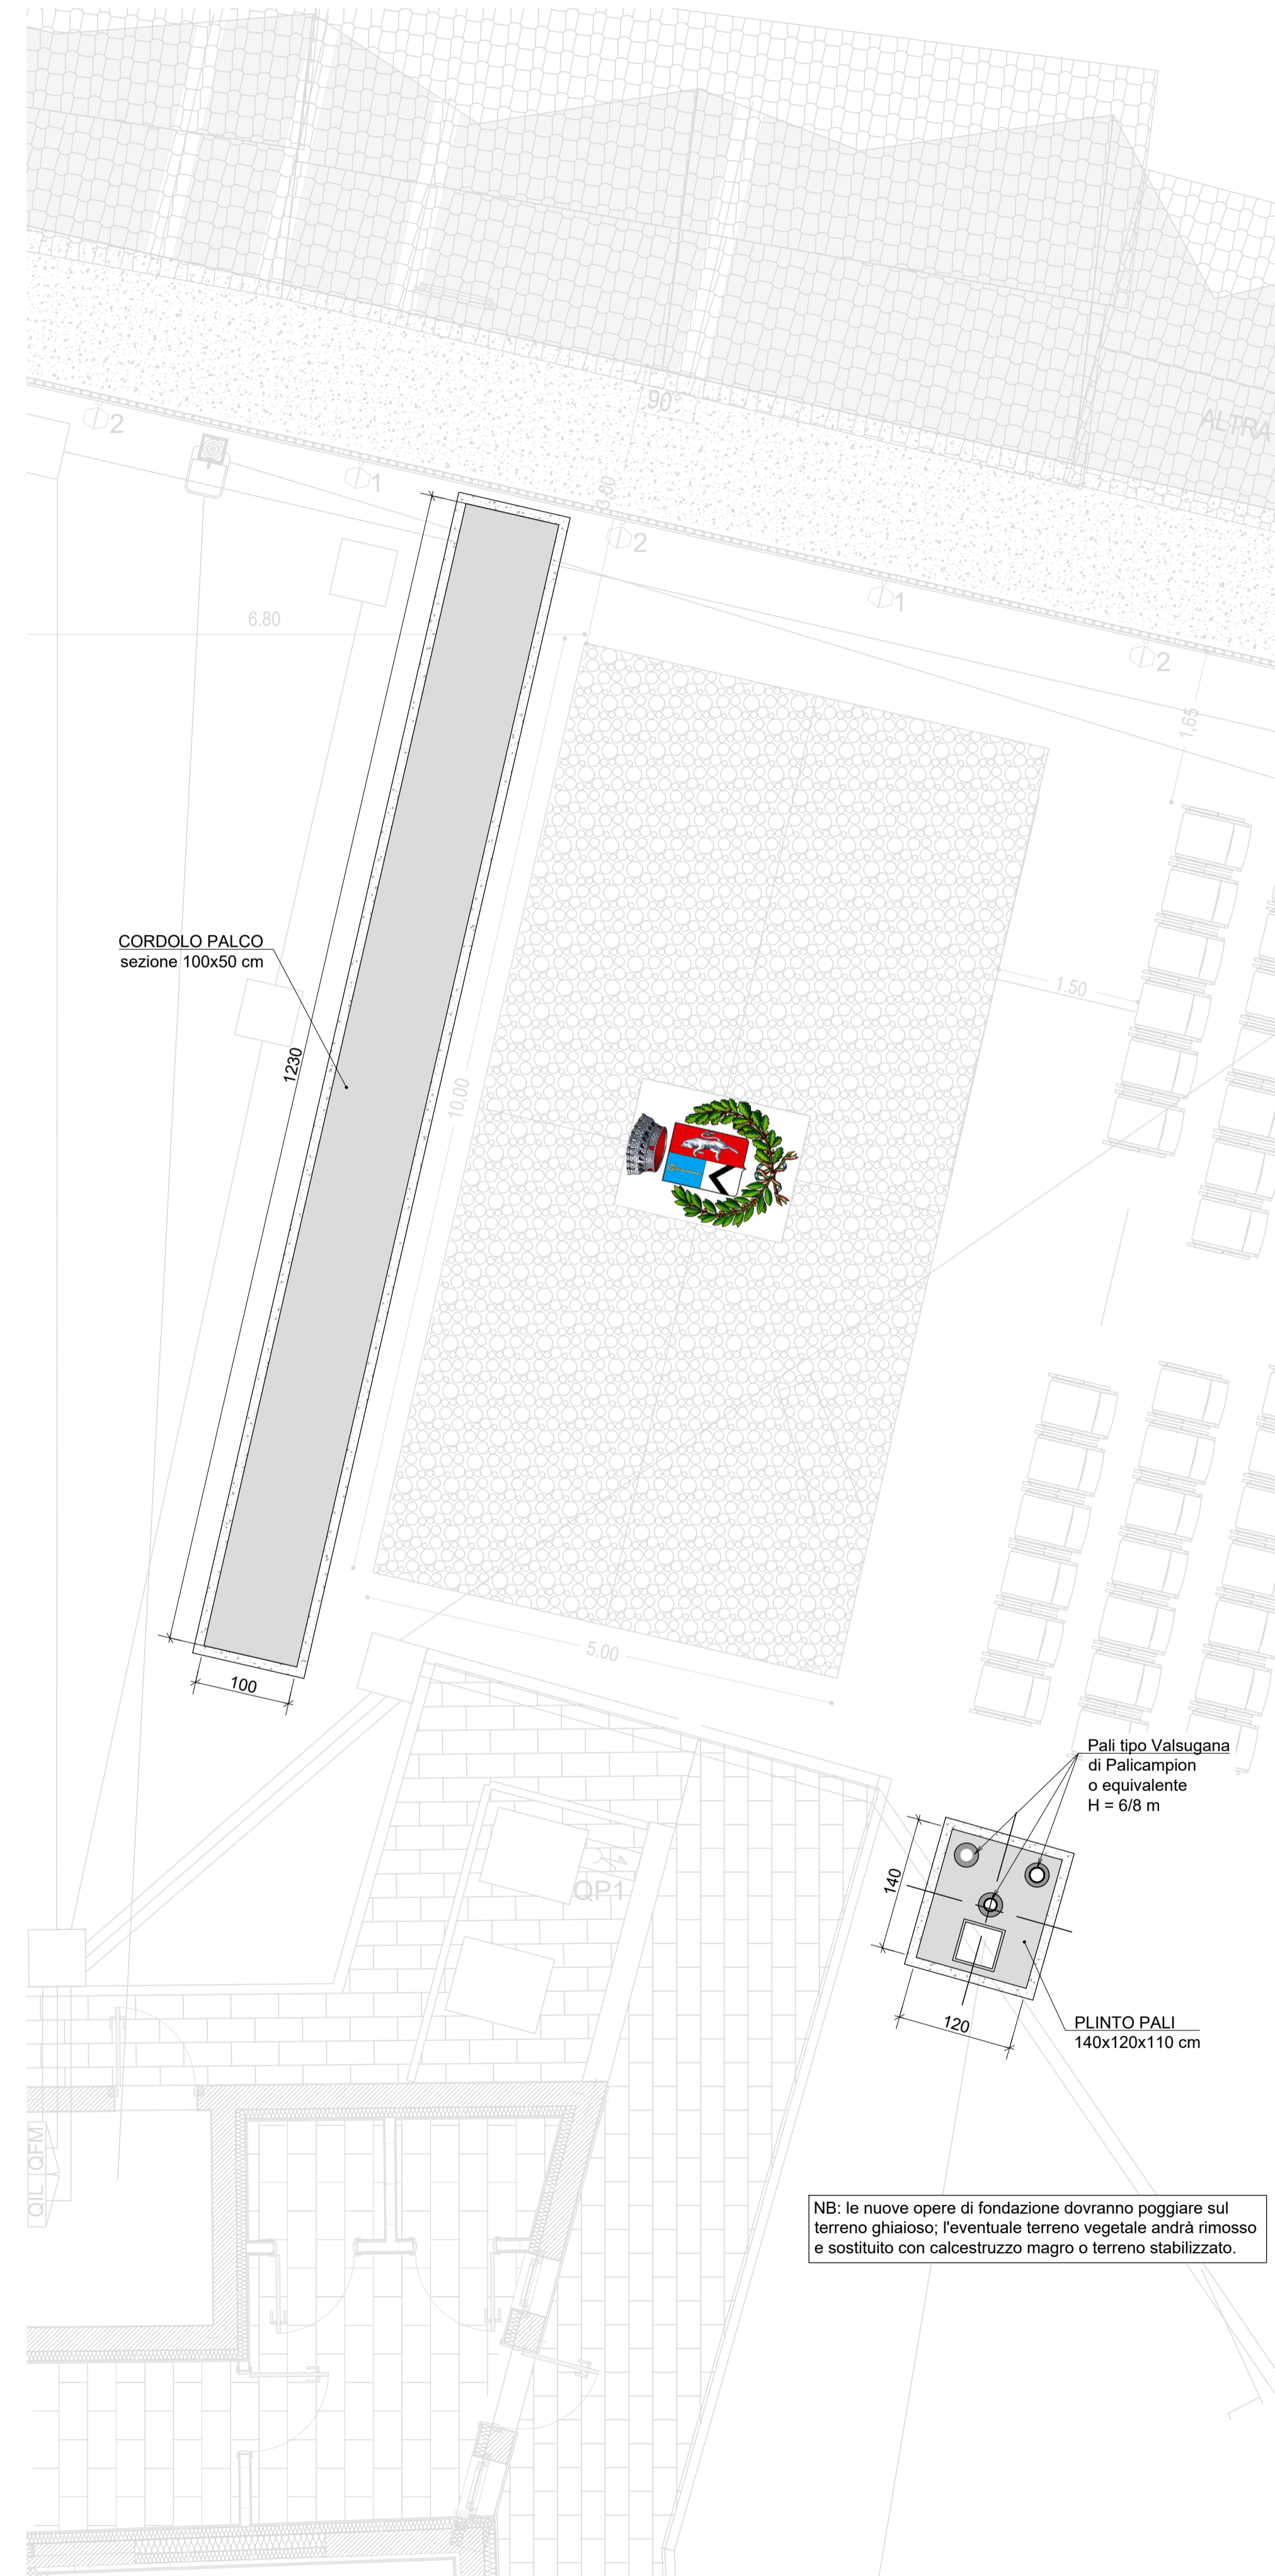 ALTRA
90°
2
1
3.00
2
6.80
1
2
1,65
CORDOLO PALCO
sezione 100x50 cm
1.50
1230
10.00
5.00
100
Pali tipo Valsugana
di Palicampion
o equivalente
H = 6/8 m
140
QP1
120
PLINTO PALI
140x120x110 cm
QIL QFM
NB: le nuove opere di fondazione dovranno poggiare sul
terreno ghiaioso; l'eventuale terreno vegetale andrà rimosso
e sostituito con calcestruzzo magro o terreno stabilizzato.